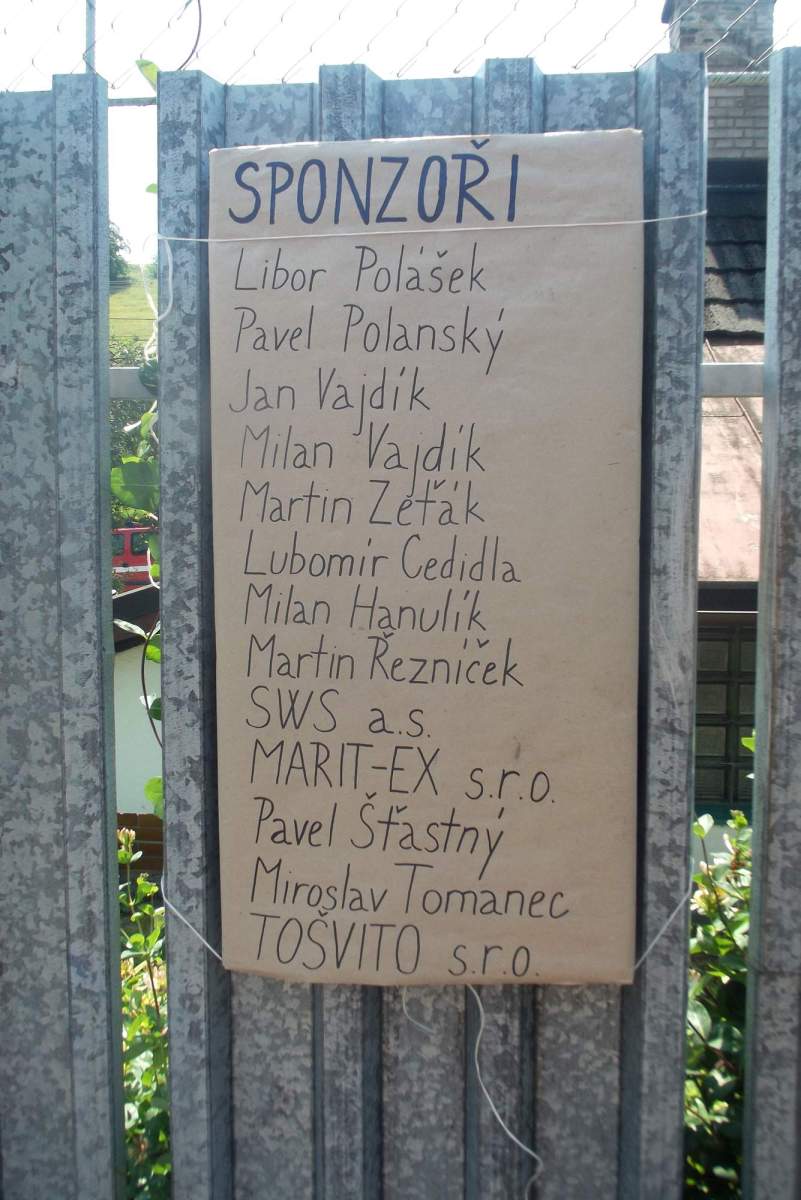 SPONZOŘI
Libor Polášek
Pavel Polanský
Jan Vajdík
Milan Vajdík
Martin Zeťák
Lubomír Cedidla
Milan Hanulík
Martin Řezníček
SWS a.s.
MARIT-EX s.r.o.
Pavel Šťastný
Miroslav Tomanec
TOŠVITO s.r.o.